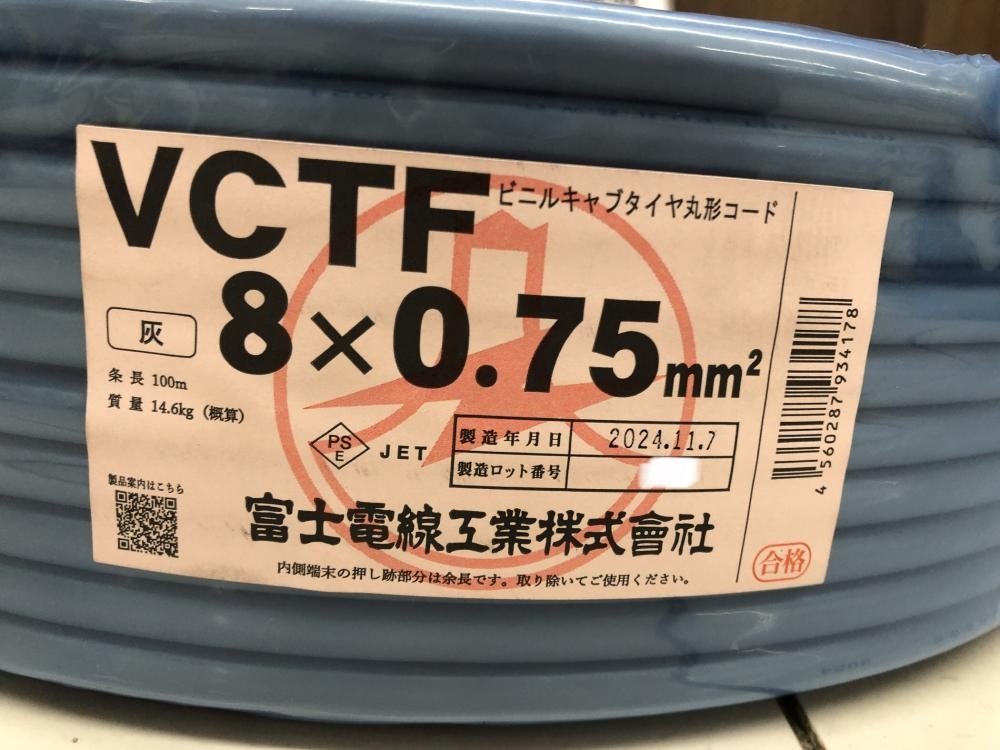 VCTF
ビニルキャブタイヤ丸形コード
8×0.75mm²
灰
条長 100m
質量 14.6kg (概算)
PS
E
JET
製造年月日 2024.11.7
製造ロット番号
製品案内はこちら
富士電線工業株式會社
内側端末の押し跡部分は余長です。取り除いてご使用ください。
4 560287 934178
合格